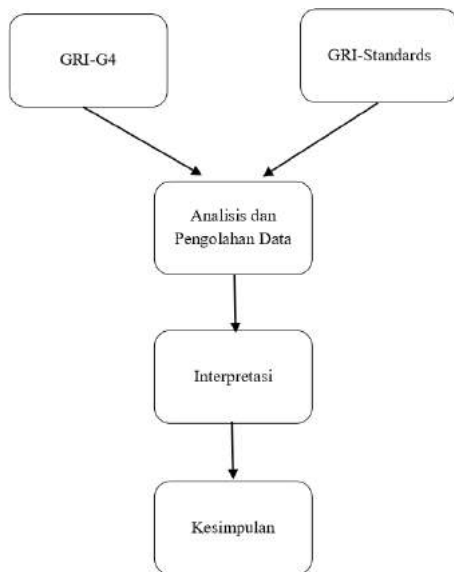 GRI-G4
GRI-Standards
Analisis dan
Pengolahan Data
Interpretasi
Kesimpulan